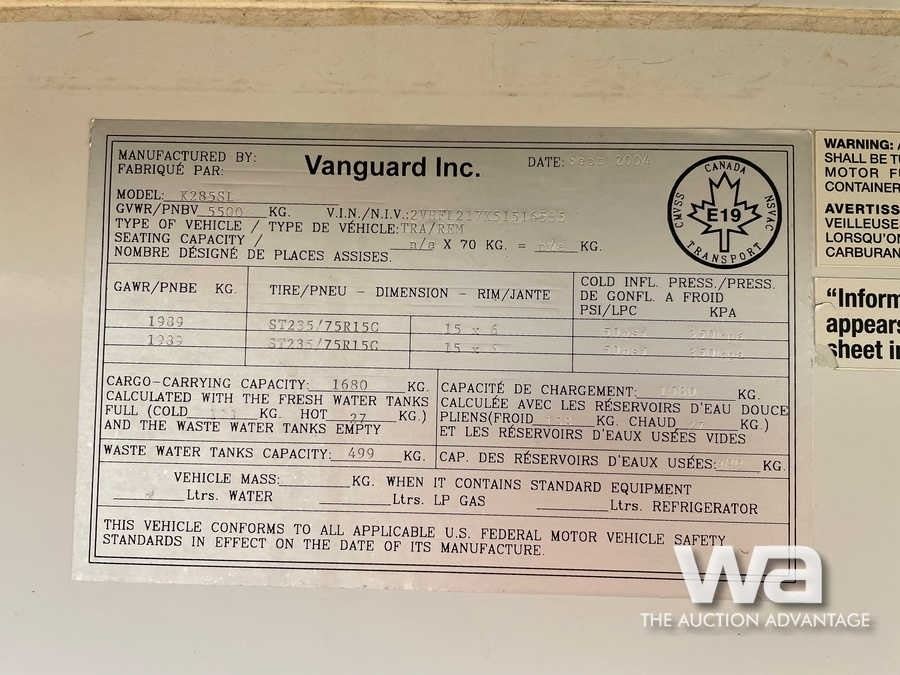 MANUFACTURED BY:
FABRIQUÉ PAR:
Vanguard Inc.
DATE: 2004
MODEL: K285SL
GVWR/PNBV 5500 KG. V.I.N./N.I.V.:
TYPE OF VEHICLE / TYPE DE VÉHICLE:TRA/REM
SEATING CAPACITY /
NOMBRE DÉSIGNÉ DE PLACES ASSISES. n/a X 70 KG. = n/a KG.
CANADA
CMVSS
E19
NSVAC
TRANSPORT
GAWR/PNBE KG.
TIRE/PNEU - DIMENSION - RIM/JANTE
COLD INFL. PRESS./PRESS.
DE GONFL. A FROID
PSI/LPC KPA
1989 ST235/75R15C 15 x 6
1989 ST235/75R15C 15 x
CARGO-CARRYING CAPACITY: 1680 KG.
CALCULATED WITH THE FRESH WATER TANKS
FULL (COLD KG. HOT 27 KG.)
AND THE WASTE WATER TANKS EMPTY
CAPACITÉ DE CHARGEMENT: 1680 KG.
CALCULÉE AVEC LES RÉSERVOIRS D'EAU DOUCE
PLIENS(FROID KG. CHAUD 27 KG.)
ET LES RÉSERVOIRS D'EAUX USÉES VIDES
WASTE WATER TANKS CAPACITY: 499 KG.
CAP. DES RÉSERVOIRS D'EAUX USÉES: KG.
VEHICLE MASS: KG. WHEN IT CONTAINS STANDARD EQUIPMENT
Ltrs. WATER Ltrs. LP GAS Ltrs. REFRIGERATOR
THIS VEHICLE CONFORMS TO ALL APPLICABLE U.S. FEDERAL MOTOR VEHICLE SAFETY
STANDARDS IN EFFECT ON THE DATE OF ITS MANUFACTURE.
WARNING:
SHALL BE TU
MOTOR FU
CONTAINER
AVERTISS
VEILLEUSE
LORSQU'O
CARBURAN
“Inform
appears
sheet in
wa
THE AUCTION ADVANTAGE